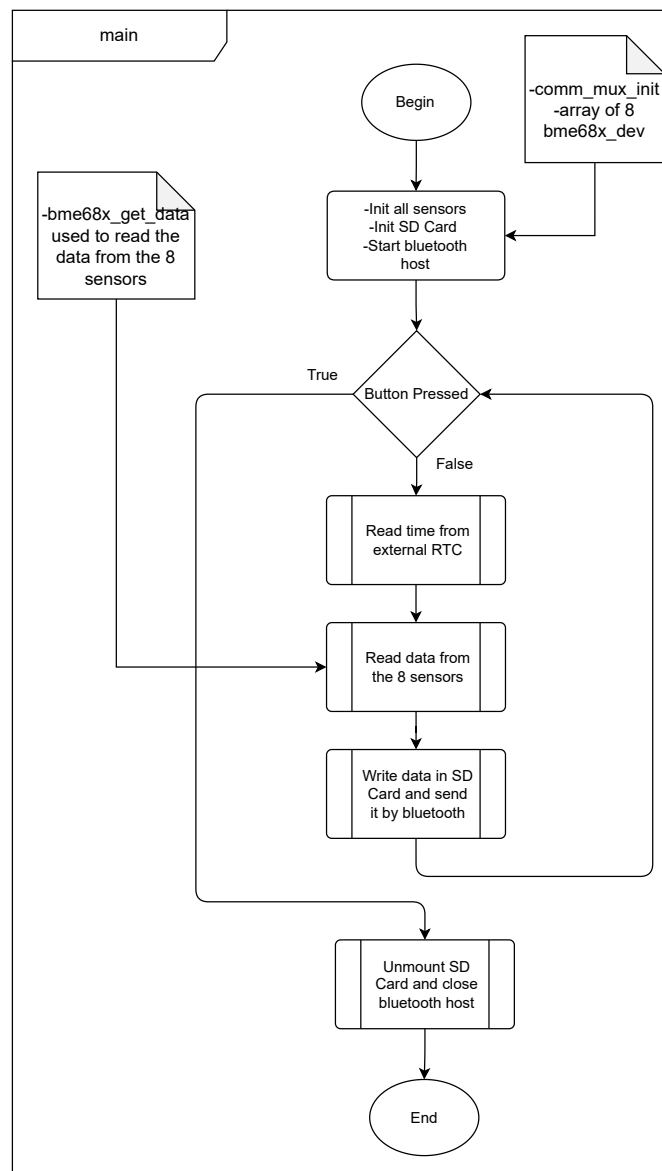 main
Begin
-comm_mux_init
-array of 8
bme68x_dev
-bme68x_get_data
used to read the
data from the 8
sensors
-Init all sensors
-Init SD Card
-Start bluetooth
host
True
Button Pressed
False
Read time from
external RTC
Read data from
the 8 sensors
Write data in SD
Card and send
it by bluetooth
Unmount SD
Card and close
bluetooth host
End